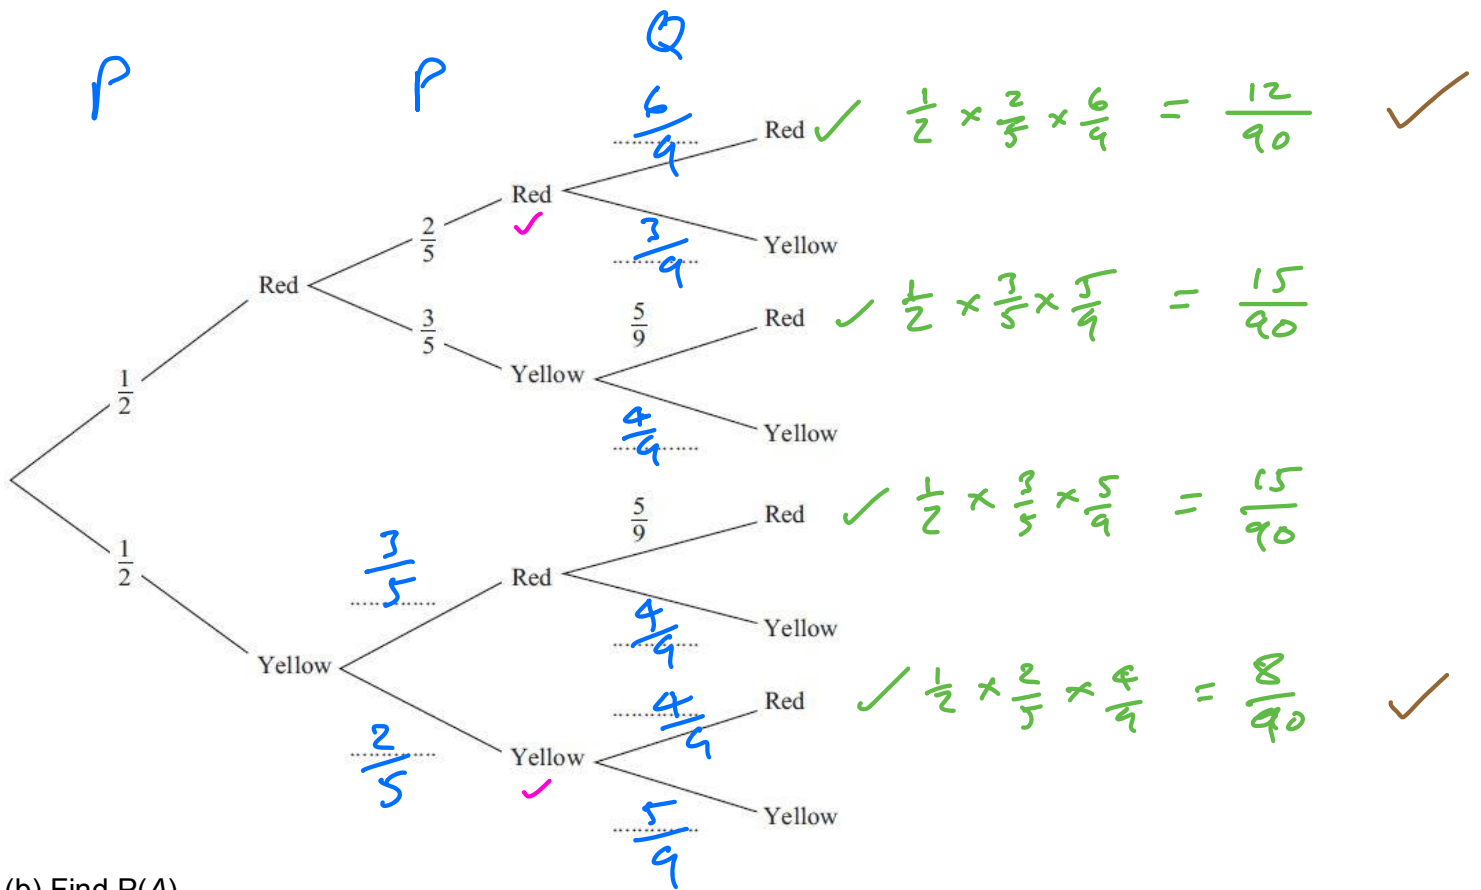 P P Q
6/9 Red ✓ 1/2 × 2/5 × 6/9 = 12/90 ✓
Red ✓
2/5 3/9 Yellow
Red
3/5 5/9 Red ✓ 1/2 × 3/5 × 5/9 = 15/90
Yellow
1/2
4/9 Yellow
5/9 Red ✓ 1/2 × 3/5 × 5/9 = 15/90
1/2 3/5 Red
4/9 Yellow
Yellow
4/9 Red ✓ 1/2 × 2/5 × 4/9 = 8/90 ✓
2/5 Yellow ✓
5/9 Yellow
(b) Find P(A)